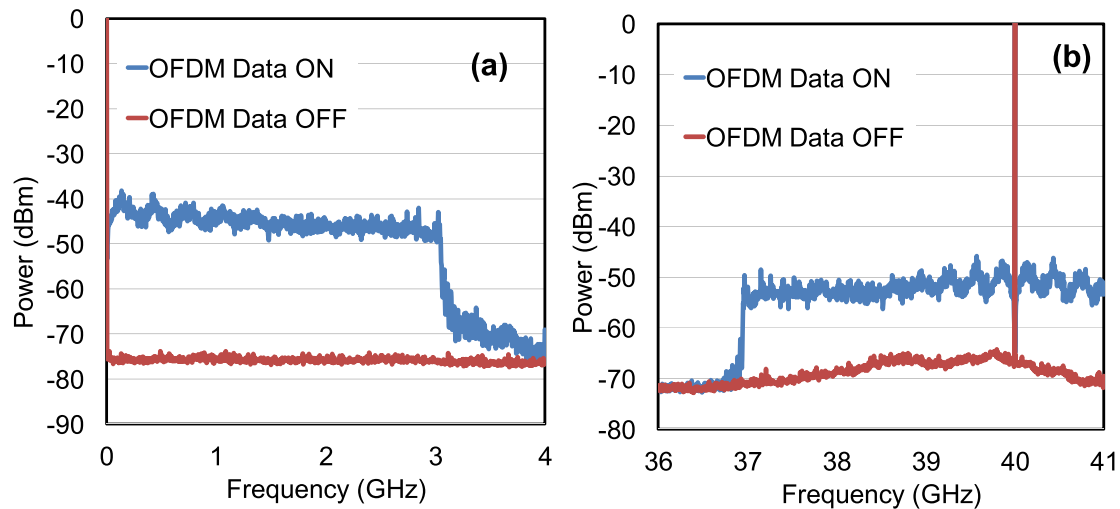 0
-10
-20
-30
-40
-50
-60
-70
-80
-90
Power (dBm)
OFDM Data ON
OFDM Data OFF
(a)
0 1 2 3 4
Frequency (GHz)
0
-10
-20
-30
-40
-50
-60
-70
-80
Power (dBm)
OFDM Data ON
OFDM Data OFF
(b)
36 37 38 39 40 41
Frequency (GHz)